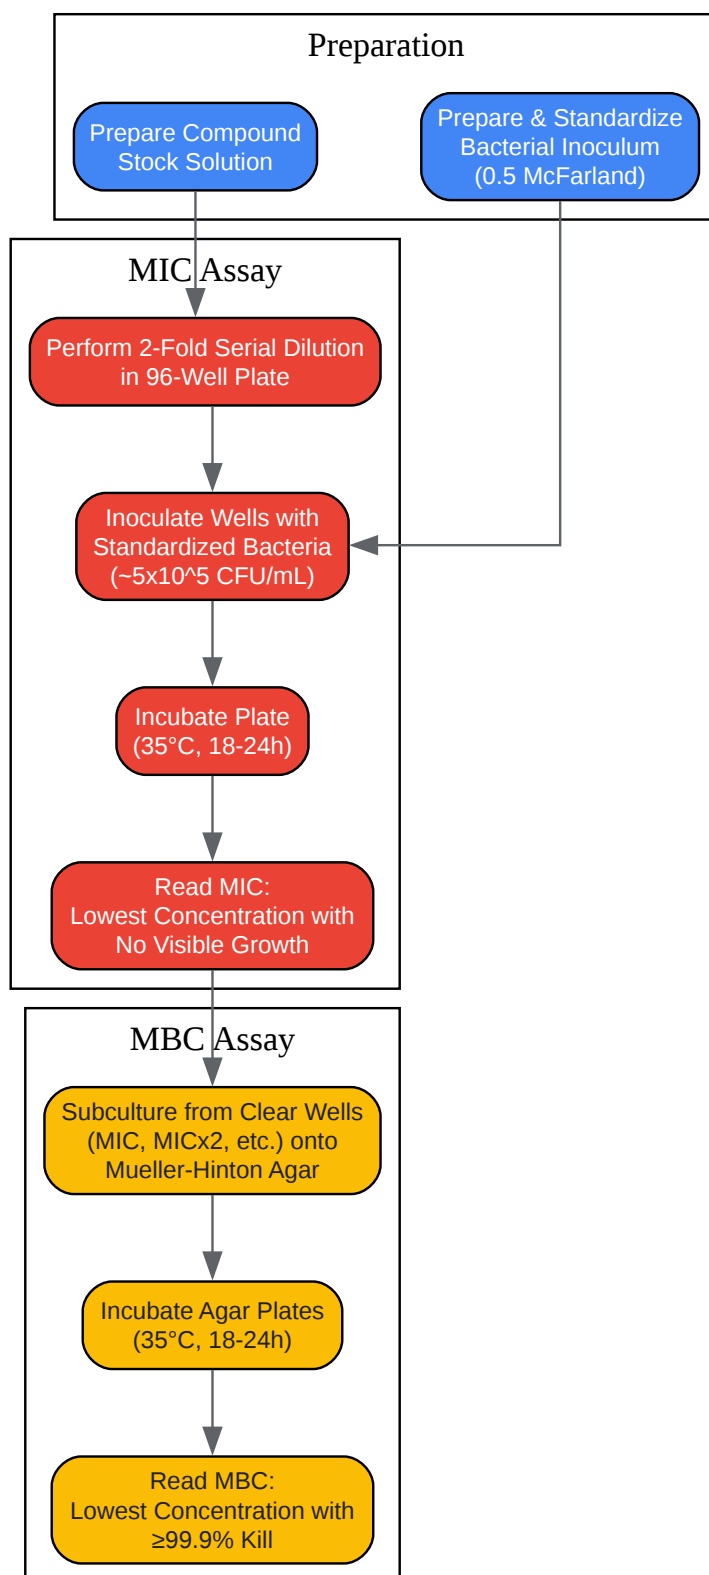 Preparation
Prepare Compound
Stock Solution
Prepare & Standardize
Bacterial Inoculum
(0.5 McFarland)
MIC Assay
Perform 2-Fold Serial Dilution
in 96-Well Plate
Inoculate Wells with
Standardized Bacteria
(~5x10^5 CFU/mL)
Incubate Plate
(35°C, 18-24h)
Read MIC:
Lowest Concentration with
No Visible Growth
MBC Assay
Subculture from Clear Wells
(MIC, MICx2, etc.) onto
Mueller-Hinton Agar
Incubate Agar Plates
(35°C, 18-24h)
Read MBC:
Lowest Concentration with
≥99.9% Kill